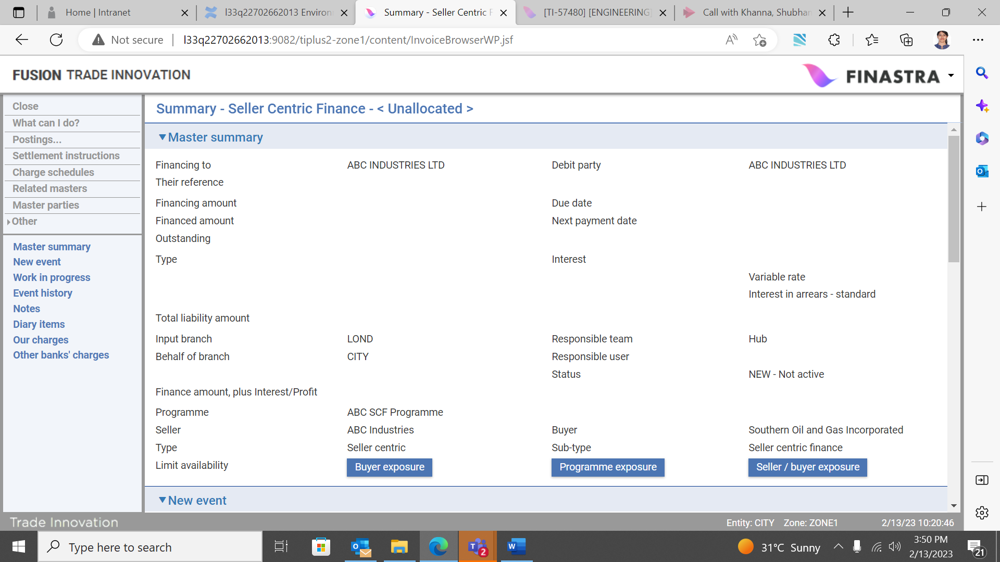 Home | Intranet
l33q22702662013 Environ
Summary - Seller Centric F
[TI-57480] [ENGINEERING]
Call with Khanna, Shubhan
Not secure
l33q22702662013:9082/tiplus2-zone1/content/InvoiceBrowserWP.jsf
FUSION TRADE INNOVATION
FINASTRA
Close
What can I do?
Postings...
Settlement instructions
Charge schedules
Related masters
Master parties
Other
Master summary
New event
Work in progress
Event history
Notes
Diary items
Our charges
Other banks' charges
Summary - Seller Centric Finance - < Unallocated >
Master summary
Financing to ABC INDUSTRIES LTD Debit party ABC INDUSTRIES LTD
Their reference
Financing amount Due date
Financed amount Next payment date
Outstanding
Type Interest
Variable rate
Interest in arrears - standard
Total liability amount
Input branch LOND Responsible team Hub
Behalf of branch CITY Responsible user
Status NEW - Not active
Finance amount, plus Interest/Profit
Programme ABC SCF Programme
Seller ABC Industries Buyer Southern Oil and Gas Incorporated
Type Seller centric Sub-type Seller centric finance
Limit availability Buyer exposure Programme exposure Seller / buyer exposure
New event
Trade Innovation Entity: CITY Zone: ZONE1 2/13/23 10:20:46
Type here to search
2
31°C Sunny
3:50 PM
2/13/2023
21